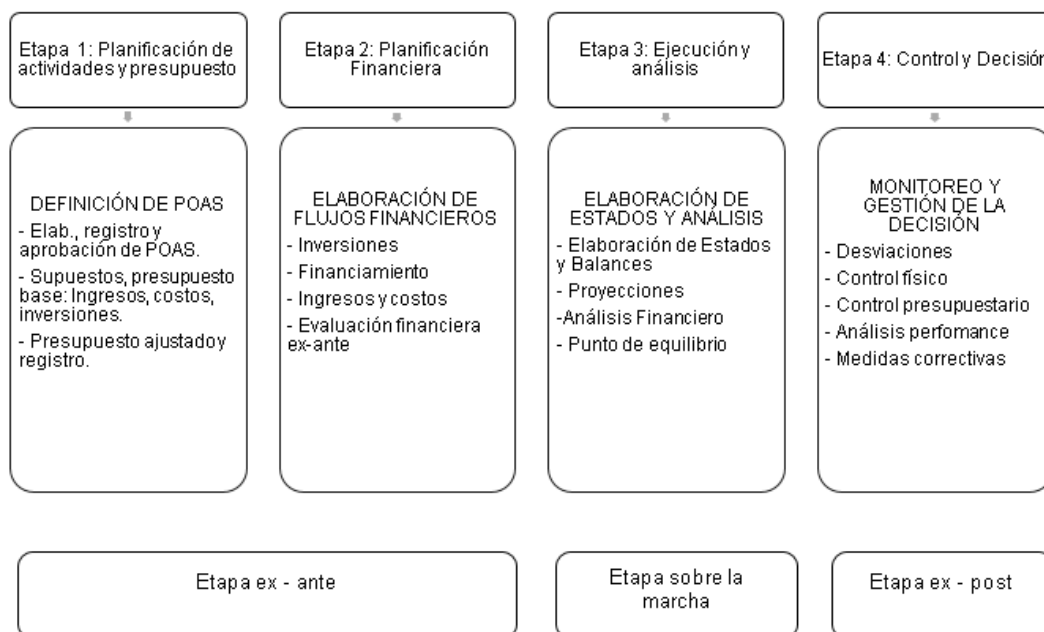 Etapa 1: Planificación de
actividades y presupuesto
Etapa 2: Planificación
Financiera
Etapa 3: Ejecución y
análisis
Etapa 4: Control y Decisión
DEFINICIÓN DE POAS
- Elab., registro y
aprobación de POAS.
- Supuestos, presupuesto
base: Ingresos, costos,
inversiones.
- Presupuesto ajustado y
registro.
ELABORACIÓN DE
FLUJOS FINANCIEROS
- Inversiones
- Financiamiento
- Ingresos y costos
- Evaluación financiera
ex-ante
ELABORACIÓN DE
ESTADOS Y ANÁLISIS
- Elaboración de Estados
y Balances
- Proyecciones
-Análisis Financiero
- Punto de equilibrio
MONITOREO Y
GESTIÓN DE LA
DECISIÓN
- Desviaciones
- Control físico
- Control presupuestario
- Análisis perfomance
- Medidas correctivas
Etapa ex - ante
Etapa sobre la
marcha
Etapa ex - post